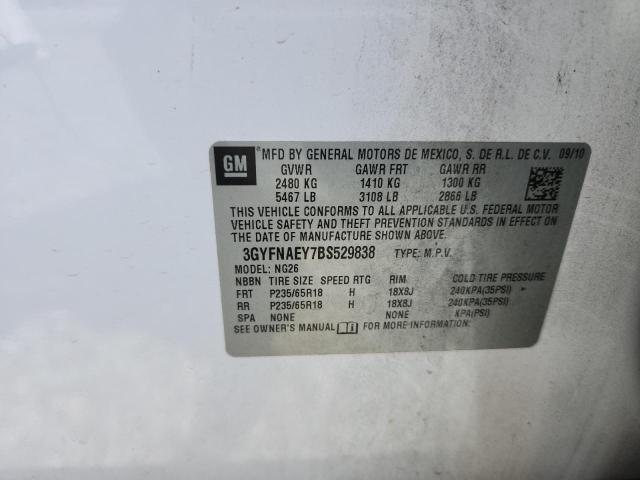 GM ® MFD BY GENERAL MOTORS DE MEXICO, S. DE R.L. DE C.V. 09/10
GVWR GAWR FRT GAWR RR
2480 KG 1410 KG 1300 KG
5467 LB 3108 LB 2866 LB
THIS VEHICLE CONFORMS TO ALL APPLICABLE U.S. FEDERAL MOTOR
VEHICLE SAFETY AND THEFT PREVENTION STANDARDS IN EFFECT ON
DATE OF MANUFACTURE SHOWN ABOVE.
3GYFNAEY7BS529838 TYPE: M.P.V.
MODEL: NG26
NBBN TIRE SIZE SPEED RTG RIM COLD TIRE PRESSURE
FRT P235/65R18 H 18X8J 240KPA(35PSI)
RR P235/65R18 H 18X8J 240KPA(35PSI)
SPA NONE NONE KPA(PSI)
SEE OWNER'S MANUAL FOR MORE INFORMATION.